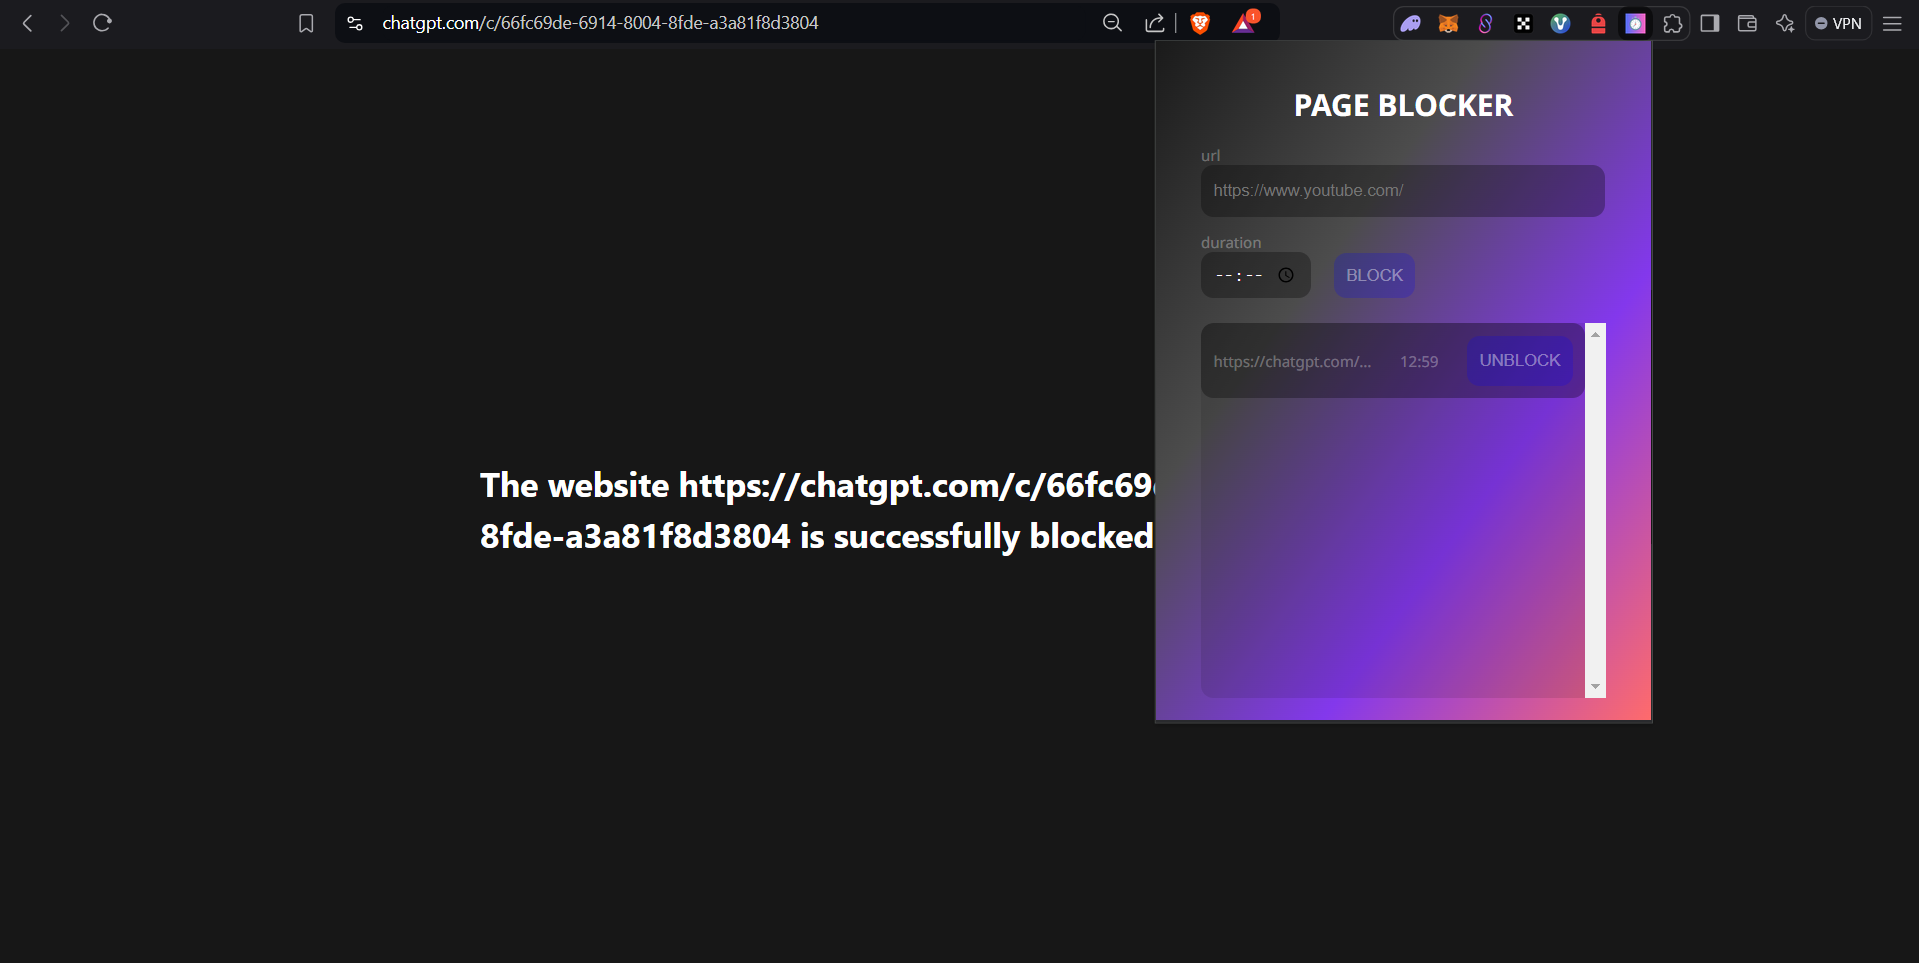 chatgpt.com/c/66fc69de-6914-8004-8fde-a3a81f8d3804
1
VPN
PAGE BLOCKER
url
https://www.youtube.com/
duration
--:--
BLOCK
https://chatgpt.com/...
12:59
UNBLOCK
The website https://chatgpt.com/c/66fc69
8fde-a3a81f8d3804 is successfully blocked